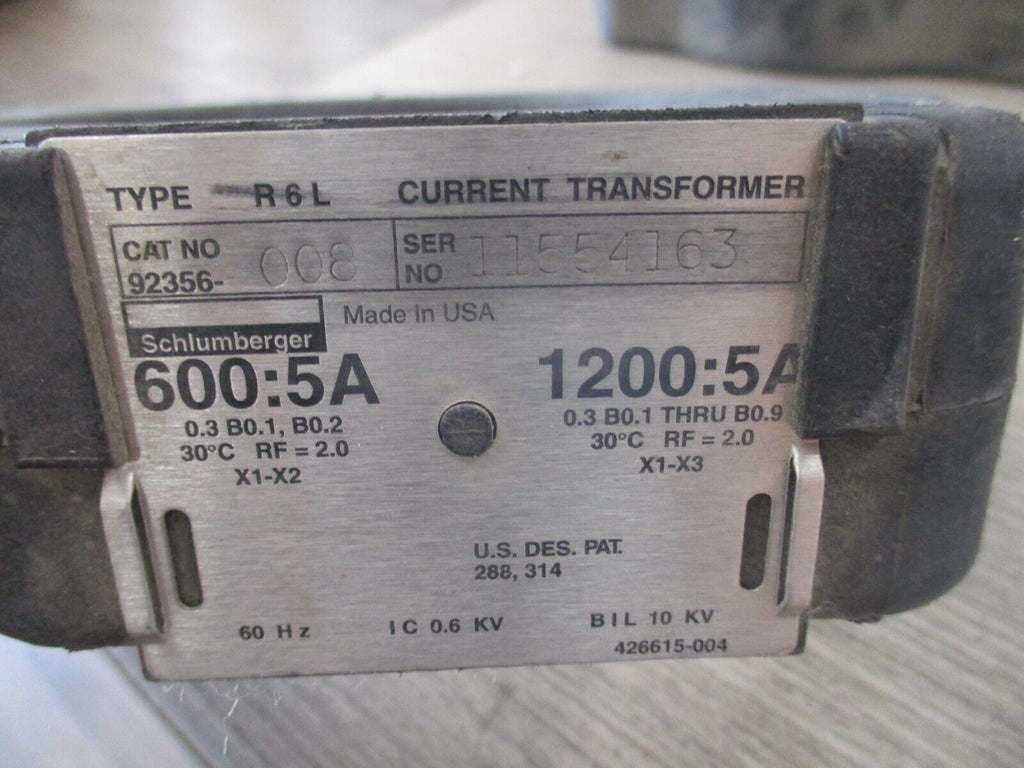 TYPE R6L CURRENT TRANSFORMER
CAT NO 92356- 008
SER NO 11554163
Schlumberger
Made In USA
600:5A
0.3 B0.1, B0.2
30°C RF = 2.0
X1-X2
1200:5A
0.3 B0.1 THRU B0.9
30°C RF = 2.0
X1-X3
U.S. DES. PAT.
288, 314
60 Hz IC 0.6 KV BIL 10 KV
426615-004